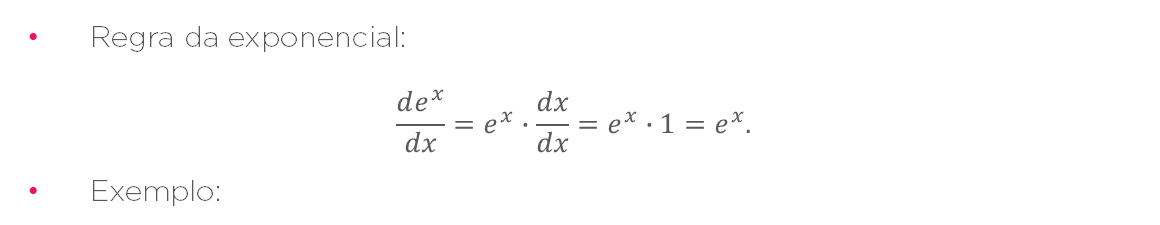 • Regra da exponencial:
de^x/dx = e^x · dx/dx = e^x · 1 = e^x.
• Exemplo: